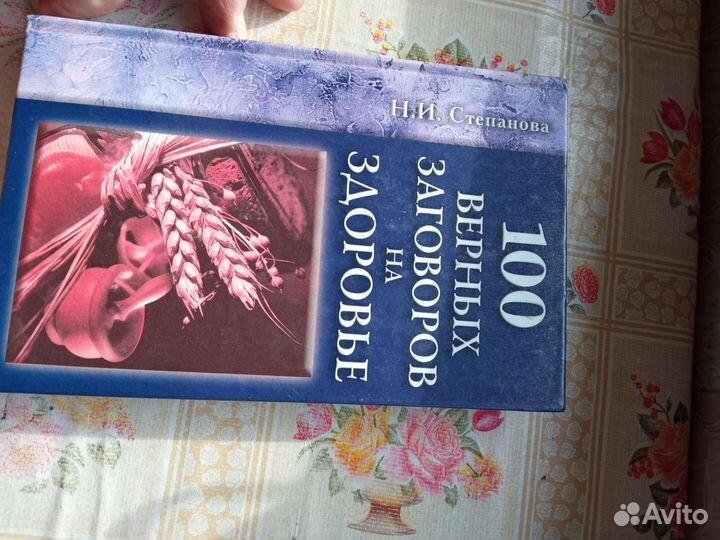 Н.И. Степанова
100
ВЕРНЫХ
ЗАГОВОРОВ
НА
ЗДОРОВЬЕ
Avito